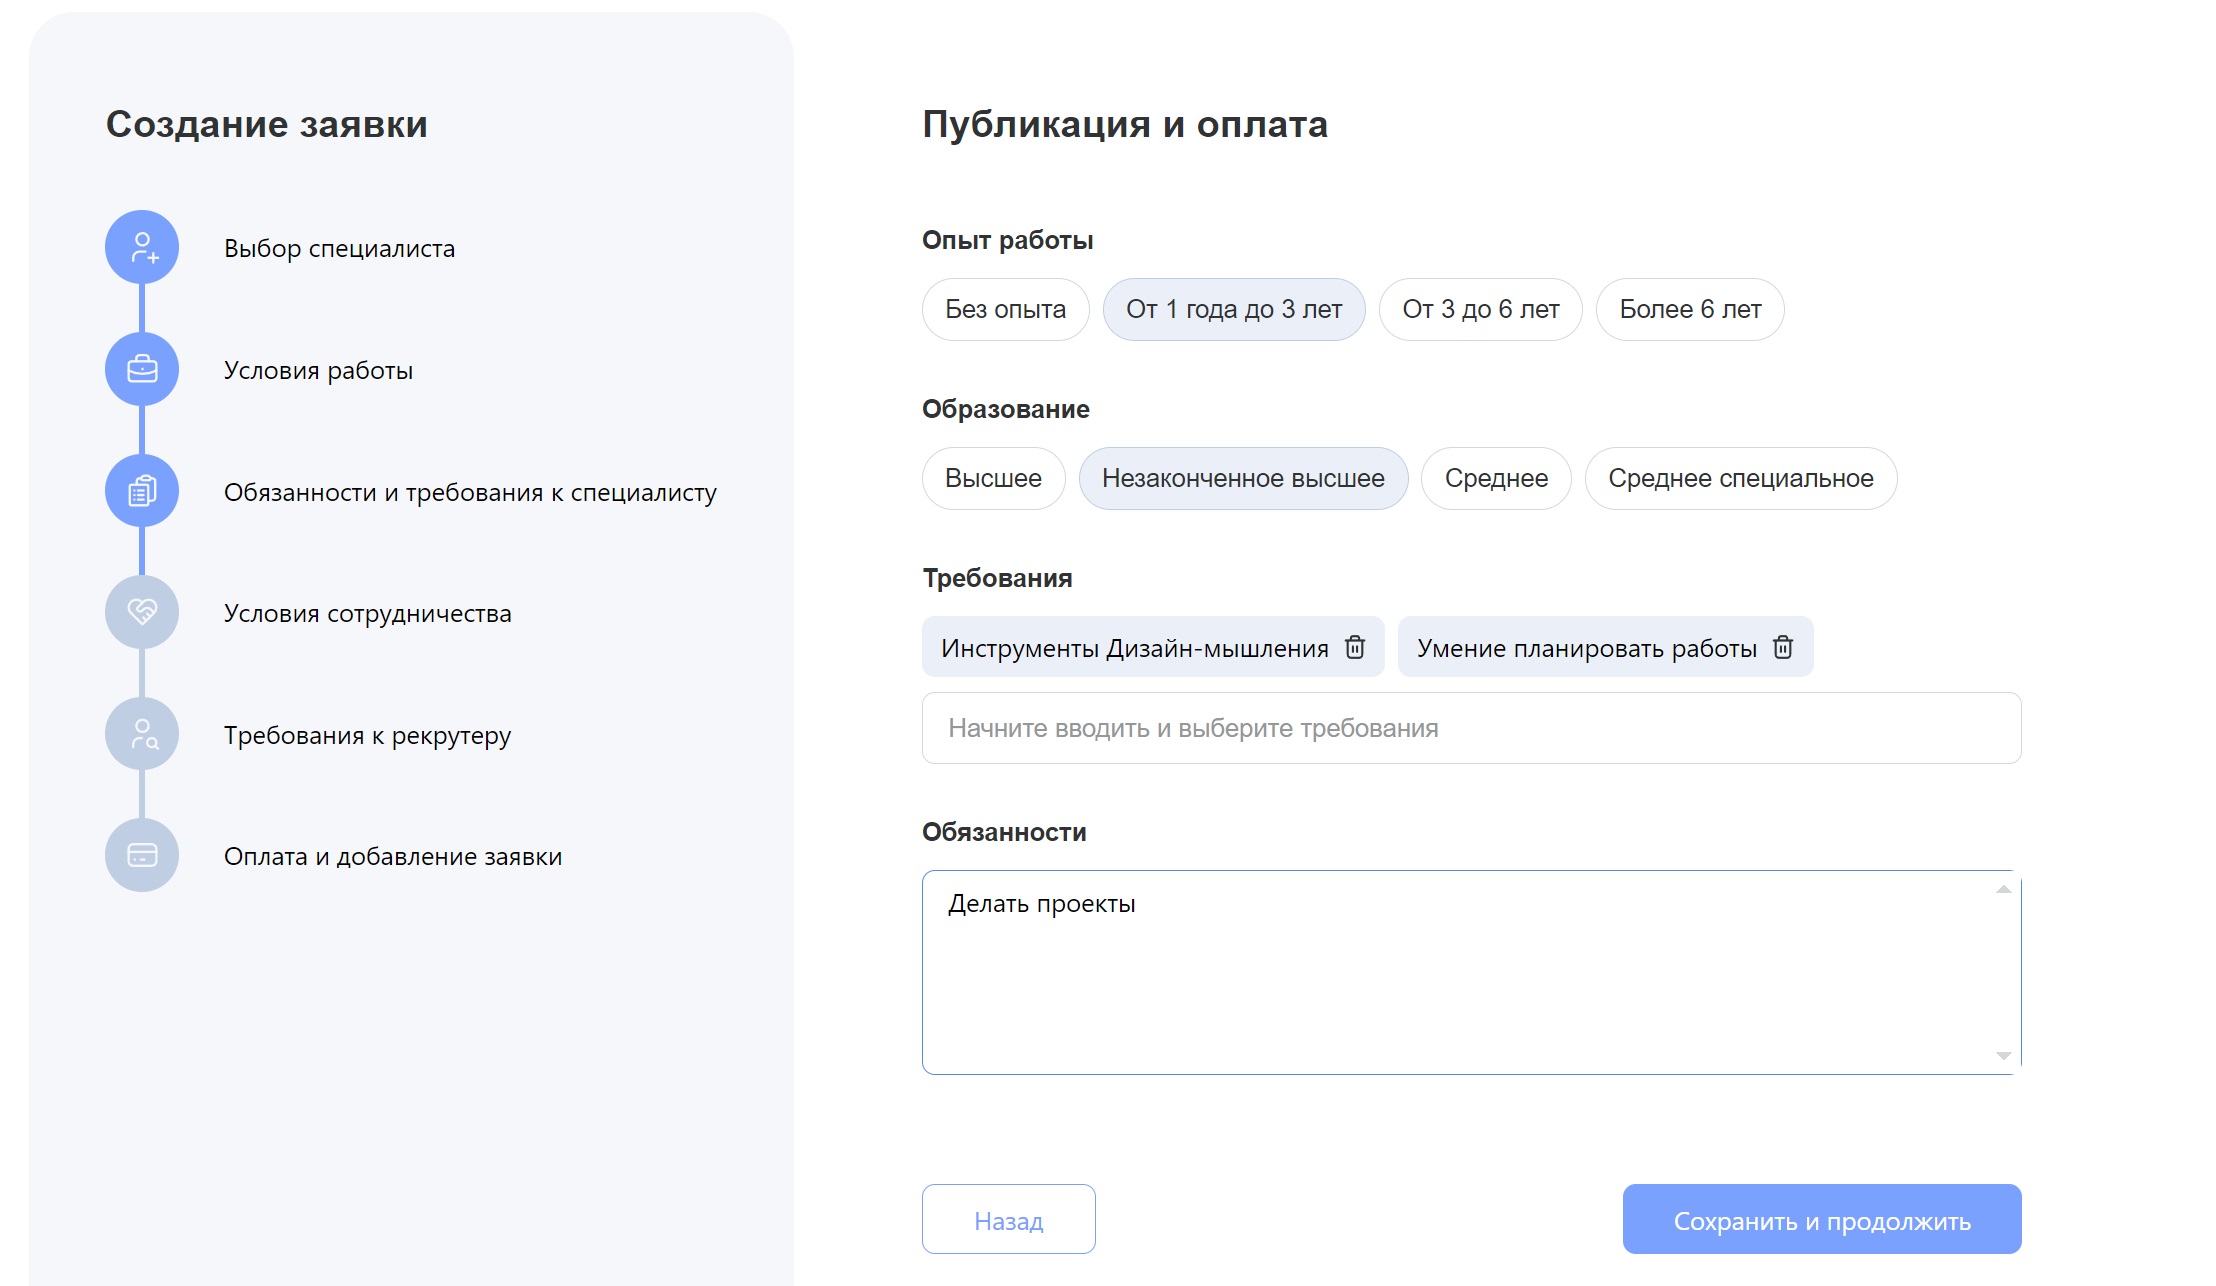 Создание заявки
Выбор специалиста
Условия работы
Обязанности и требования к специалисту
Условия сотрудничества
Требования к рекрутеру
Оплата и добавление заявки
Публикация и оплата
Опыт работы
Без опыта От 1 года до 3 лет От 3 до 6 лет Более 6 лет
Образование
Высшее Незаконченное высшее Среднее Среднее специальное
Требования
Инструменты Дизайн-мышления Умение планировать работы
Начните вводить и выберите требования
Обязанности
Делать проекты
Назад Сохранить и продолжить